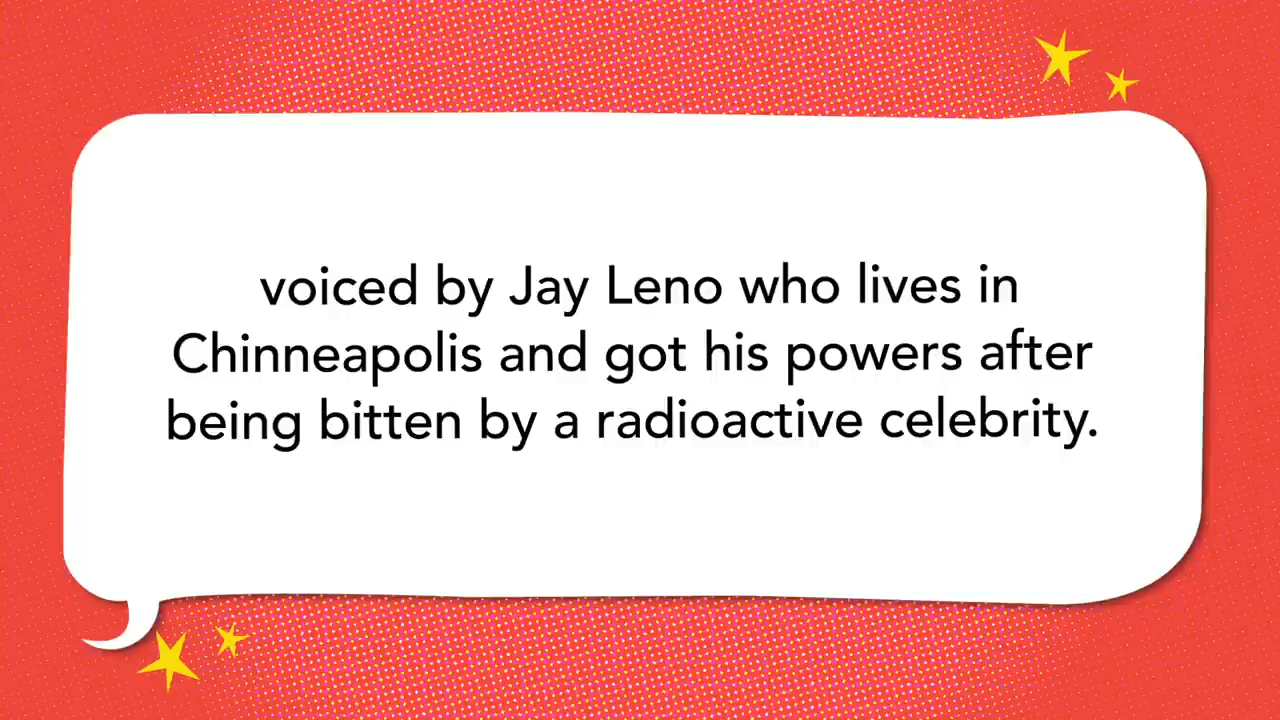 voiced by Jay Leno who lives in
Chinneapolis and got his powers after
being bitten by a radioactive celebrity.